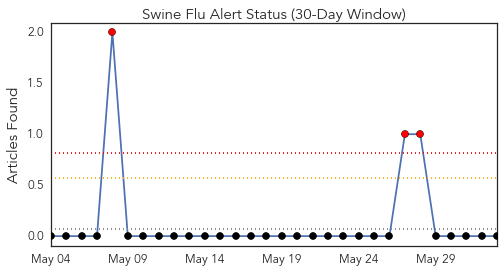 Swine Flu Alert Status (30-Day Window)
Articles Found
2.0
1.5
1.0
0.5
0.0
May 04
May 09
May 14
May 19
May 24
May 29